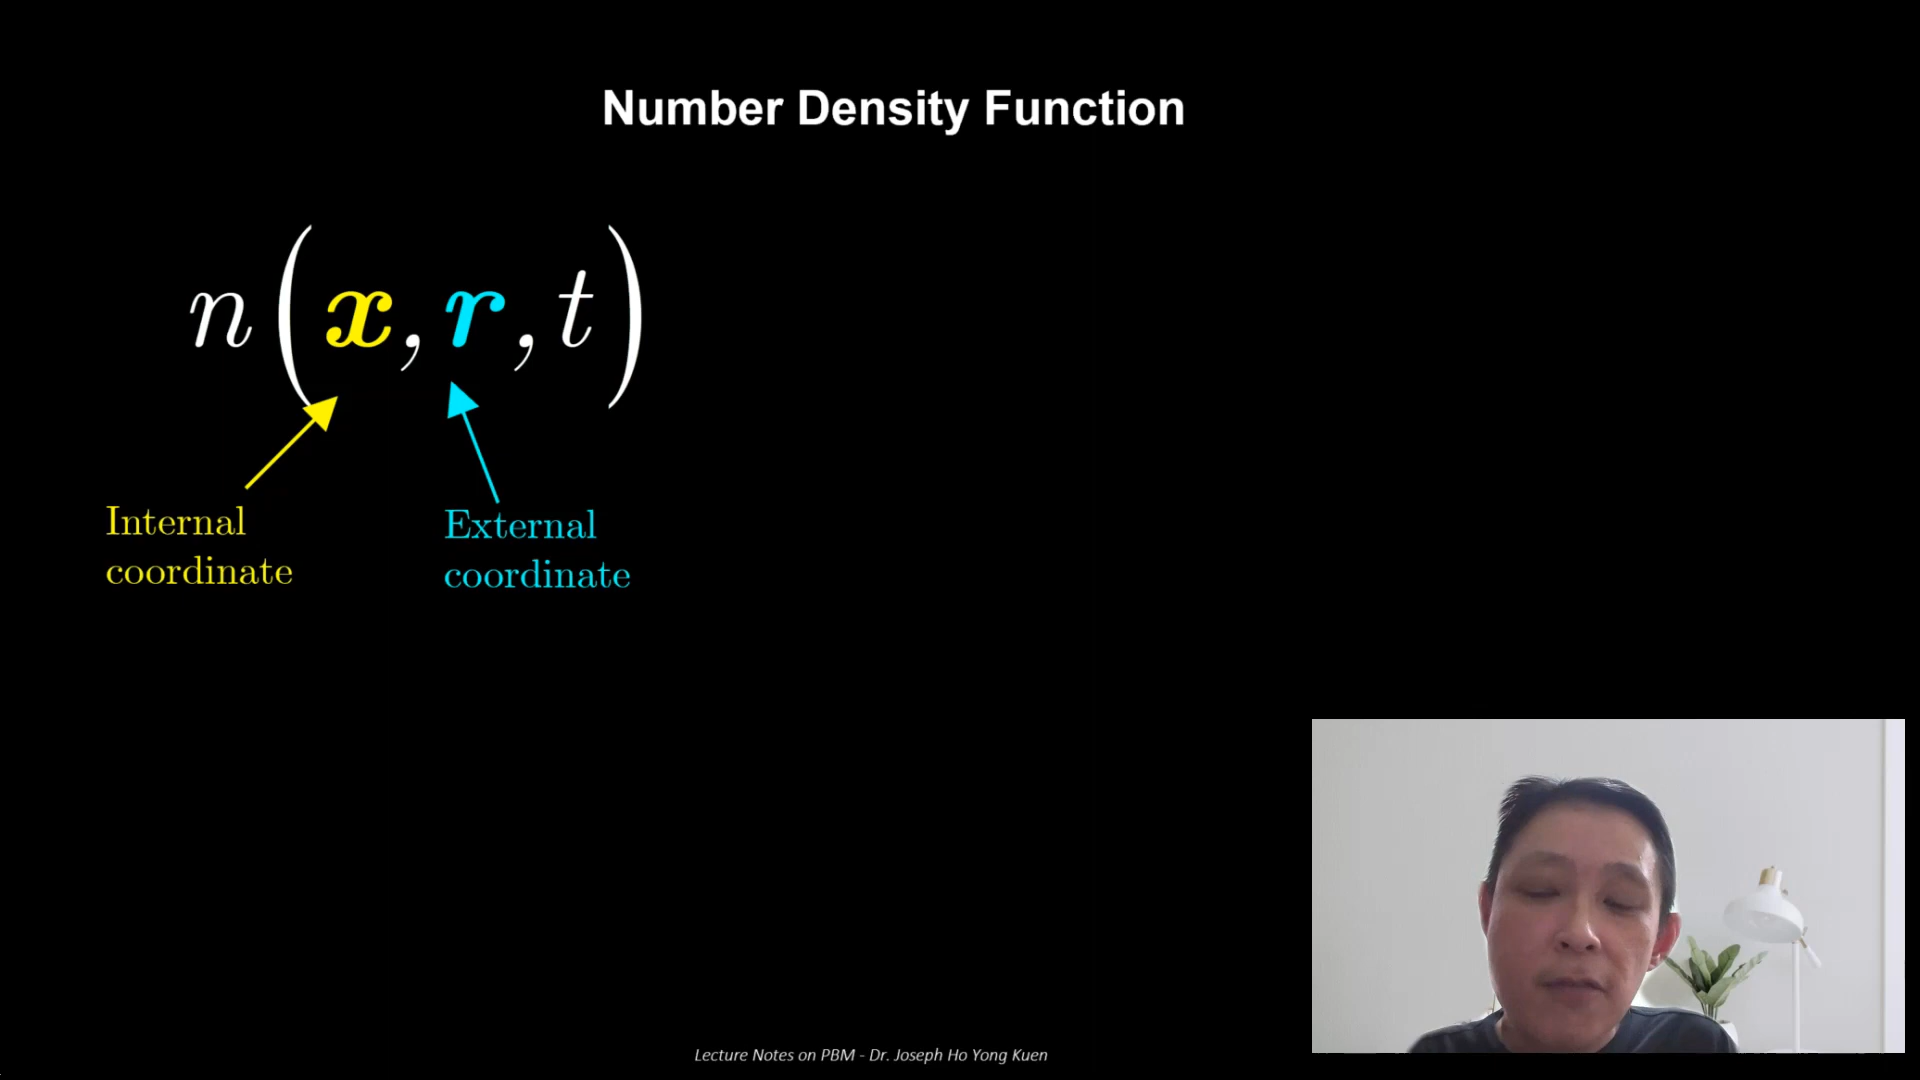 Number Density Function
n(x, r, t)
Internal
coordinate
External
coordinate
Lecture Notes on PBM - Dr. Joseph Ho Yong Kuen